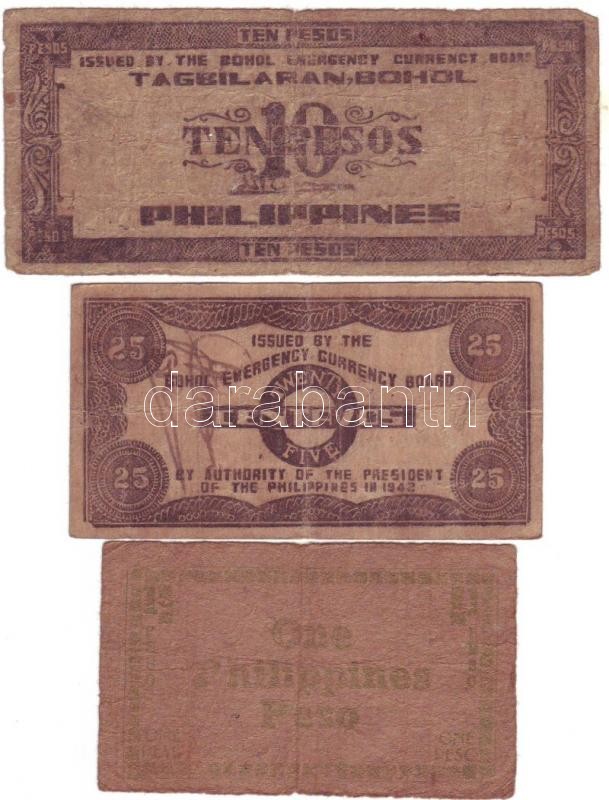 TEN PESOS
PESOS
ISSUED BY THE BOHOL EMERGENCY CURRENCY BOARD
TAGBILARAN, BOHOL
TEN 10 PESOS
PHILIPPINES
PESOS
PESOS
TEN PESOS
ISSUED BY THE
BOHOL EMERGENCY CURRENCY BOARD
25
25
TWENTY
FIVE
25
25
BY AUTHORITY OF THE PRESIDENT
OF THE PHILIPPINES IN 1942
darabanth
One
Philippines
Peso
ONE
PESO